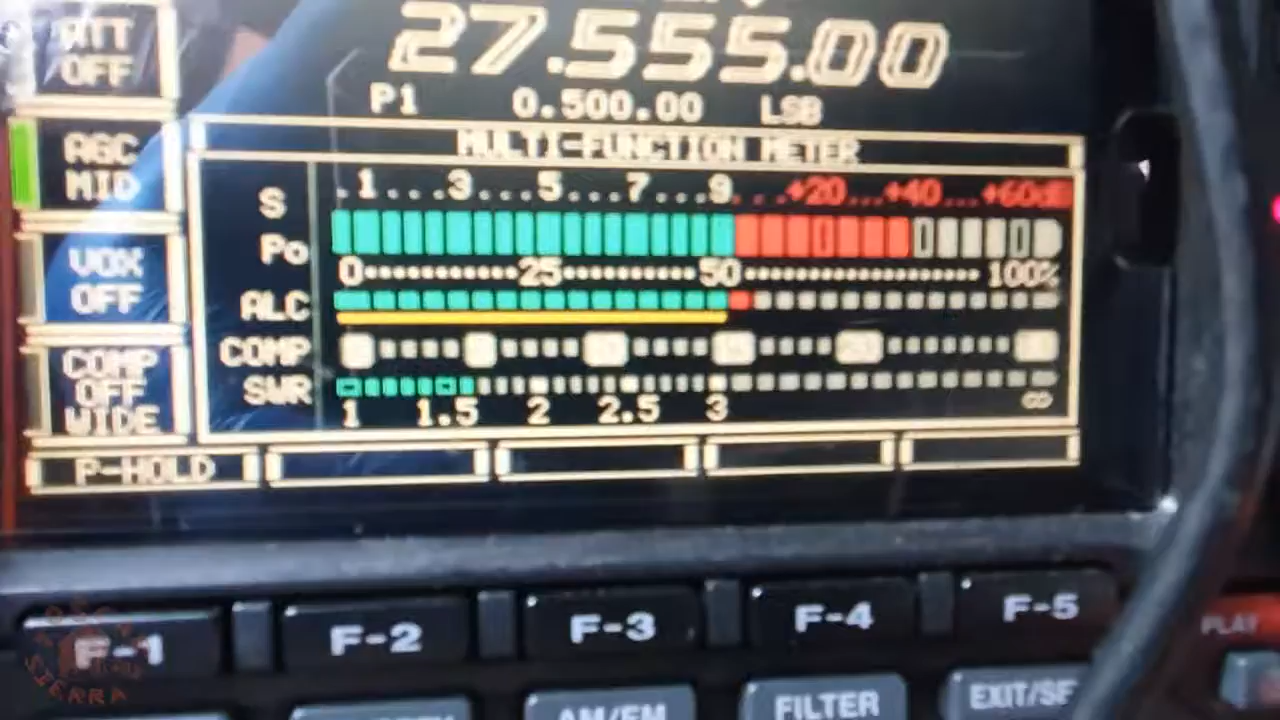 ATT
OFF
27.555.00
P1 0.500.00 LSB
AGC
MID
MULTI-FUNCTION METER
S .1...3...5...7...9...+20...+40...+60dB
Po
0 25 50 100%
VOX
OFF
ALC
COMP
OFF
WIDE
COMP
SWR
1 1.5 2 2.5 3 ∞
P-HOLD
F-1 F-2 F-3 F-4 F-5
PLAY
SIERRA
AM/FM FILTER EXIT/SE